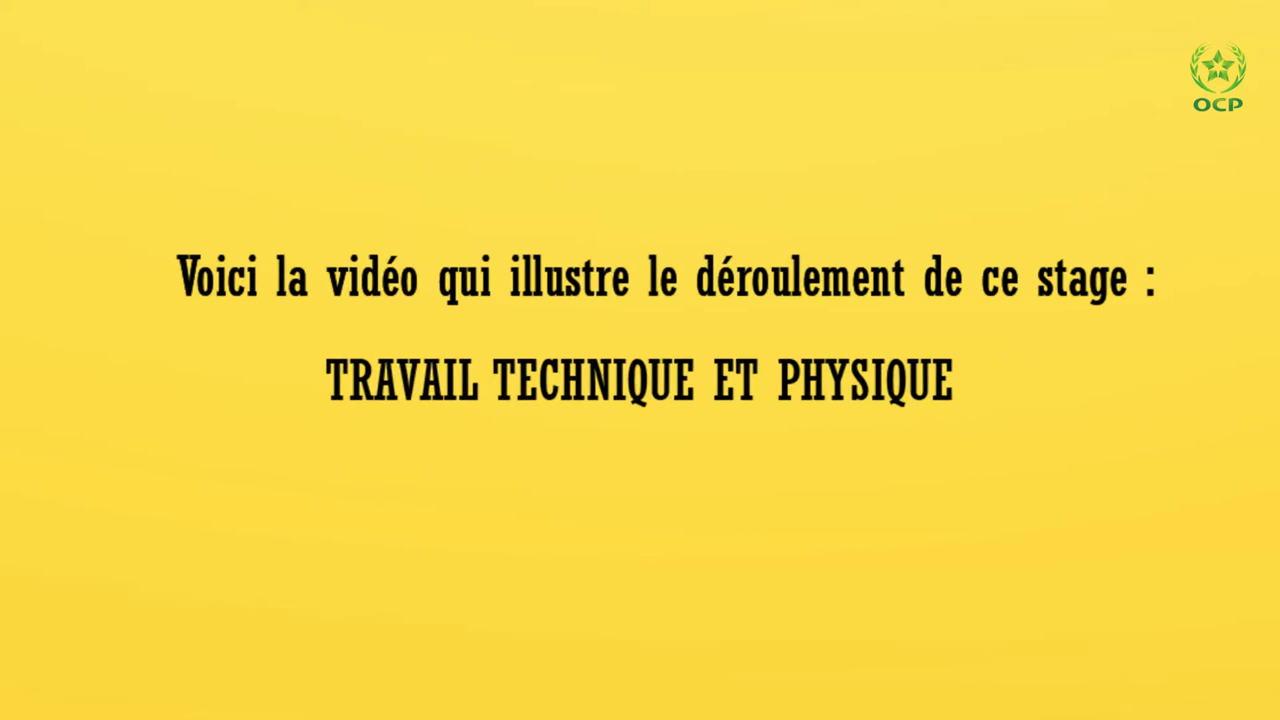 OCP
Voici la vidéo qui illustre le déroulement de ce stage :
TRAVAIL TECHNIQUE ET PHYSIQUE